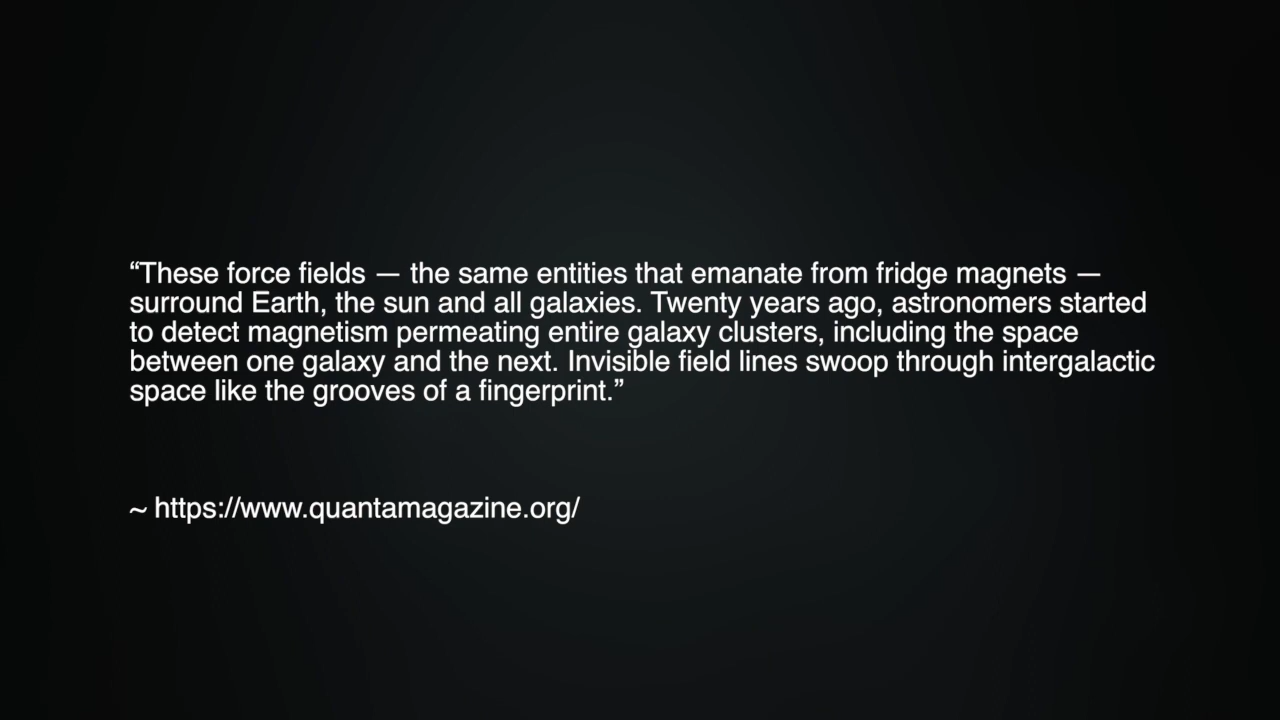 “These force fields — the same entities that emanate from fridge magnets —
surround Earth, the sun and all galaxies. Twenty years ago, astronomers started
to detect magnetism permeating entire galaxy clusters, including the space
between one galaxy and the next. Invisible field lines swoop through intergalactic
space like the grooves of a fingerprint.”
~ https://www.quantamagazine.org/